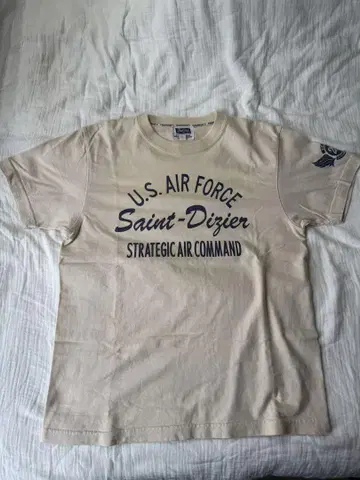 U.S. AIR FORCE
Saint-Dizier
STRATEGIC AIR COMMAND